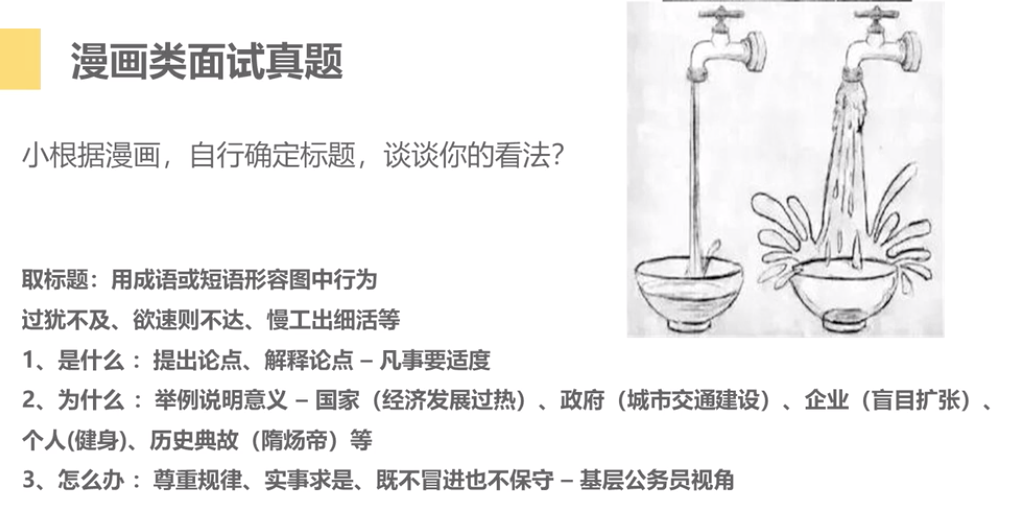 漫画类面试真题
小根据漫画，自行确定标题，谈谈你的看法？
取标题：用成语或短语形容图中行为
过犹不及、欲速则不达、慢工出细活等
1、是什么 ：提出论点、解释论点 – 凡事要适度
2、为什么 ：举例说明意义 – 国家（经济发展过热）、政府（城市交通建设）、企业（盲目扩张）、
个人(健身)、历史典故（隋炀帝）等
3、怎么办 ：尊重规律、实事求是、既不冒进也不保守 – 基层公务员视角